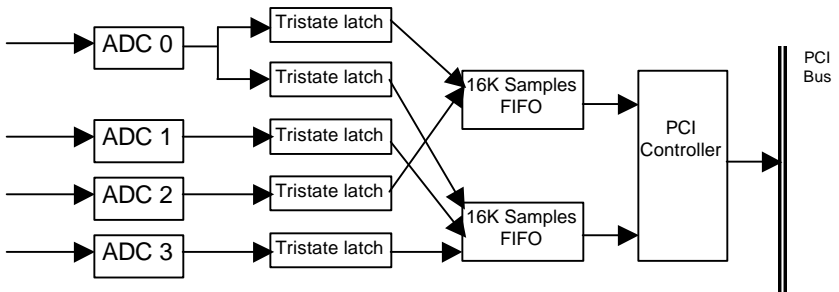 ADC 0
Tristate latch
Tristate latch
ADC 1
Tristate latch
ADC 2
Tristate latch
ADC 3
Tristate latch
16K Samples
FIFO
16K Samples
FIFO
PCI
Controller
PCI
Bus